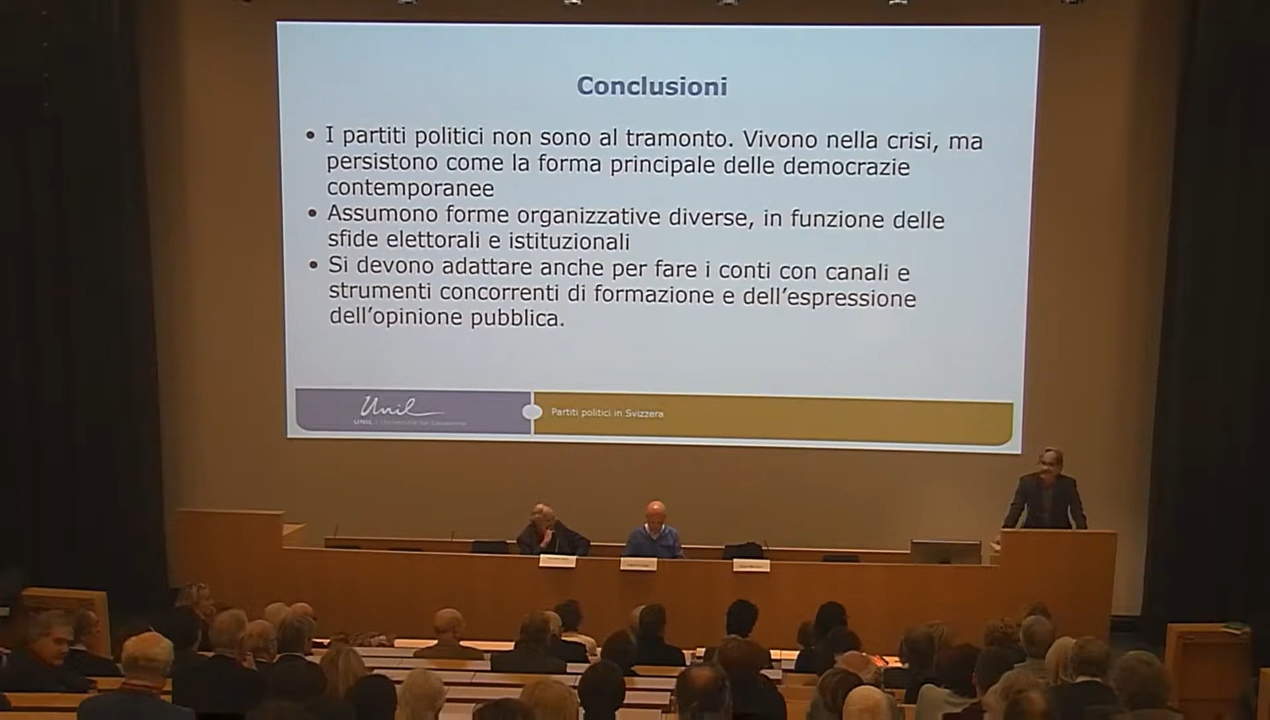 Conclusioni
• I partiti politici non sono al tramonto. Vivono nella crisi, ma
persistono come la forma principale delle democrazie
contemporanee
• Assumono forme organizzative diverse, in funzione delle
sfide elettorali e istituzionali
• Si devono adattare anche per fare i conti con canali e
strumenti concorrenti di formazione e dell'espressione
dell'opinione pubblica.
Unil
UNIL
Partiti politici in Svizzera